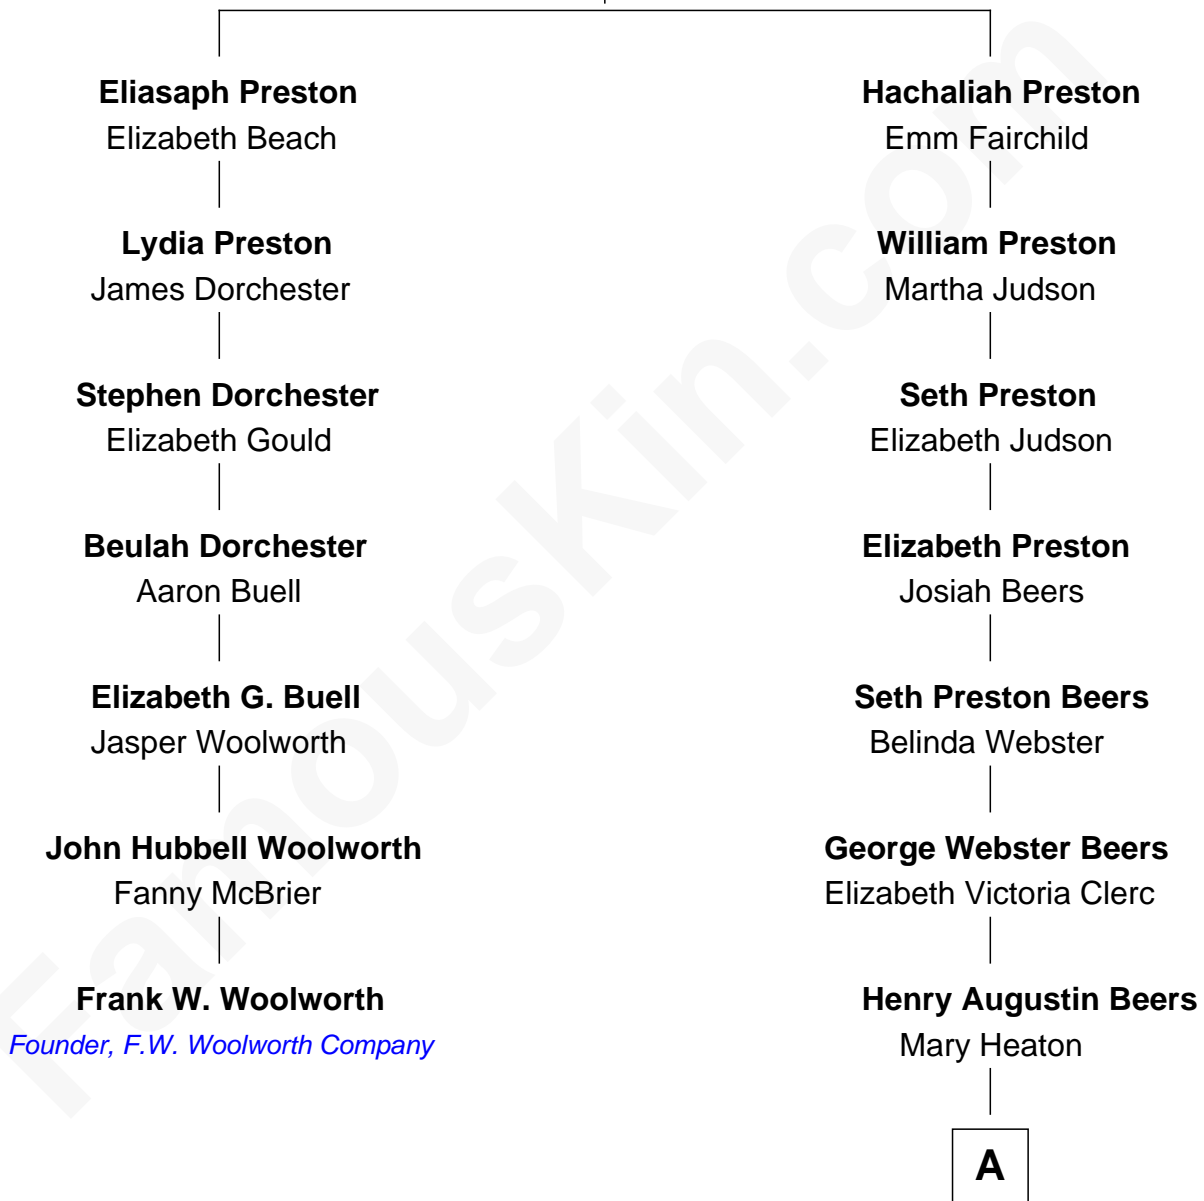 Eliasaph Preston
Elizabeth Beach
Lydia Preston
James Dorchester
Stephen Dorchester
Elizabeth Gould
Beulah Dorchester
Aaron Buell
Elizabeth G. Buell
Jasper Woolworth
John Hubbell Woolworth
Fanny McBrier
Frank W. Woolworth
Founder, F.W. Woolworth Company
Hachaliah Preston
Emm Fairchild
William Preston
Martha Judson
Seth Preston
Elizabeth Judson
Elizabeth Preston
Josiah Beers
Seth Preston Beers
Belinda Webster
George Webster Beers
Elizabeth Victoria Clerc
Henry Augustin Beers
Mary Heaton
A
FamousKin.com